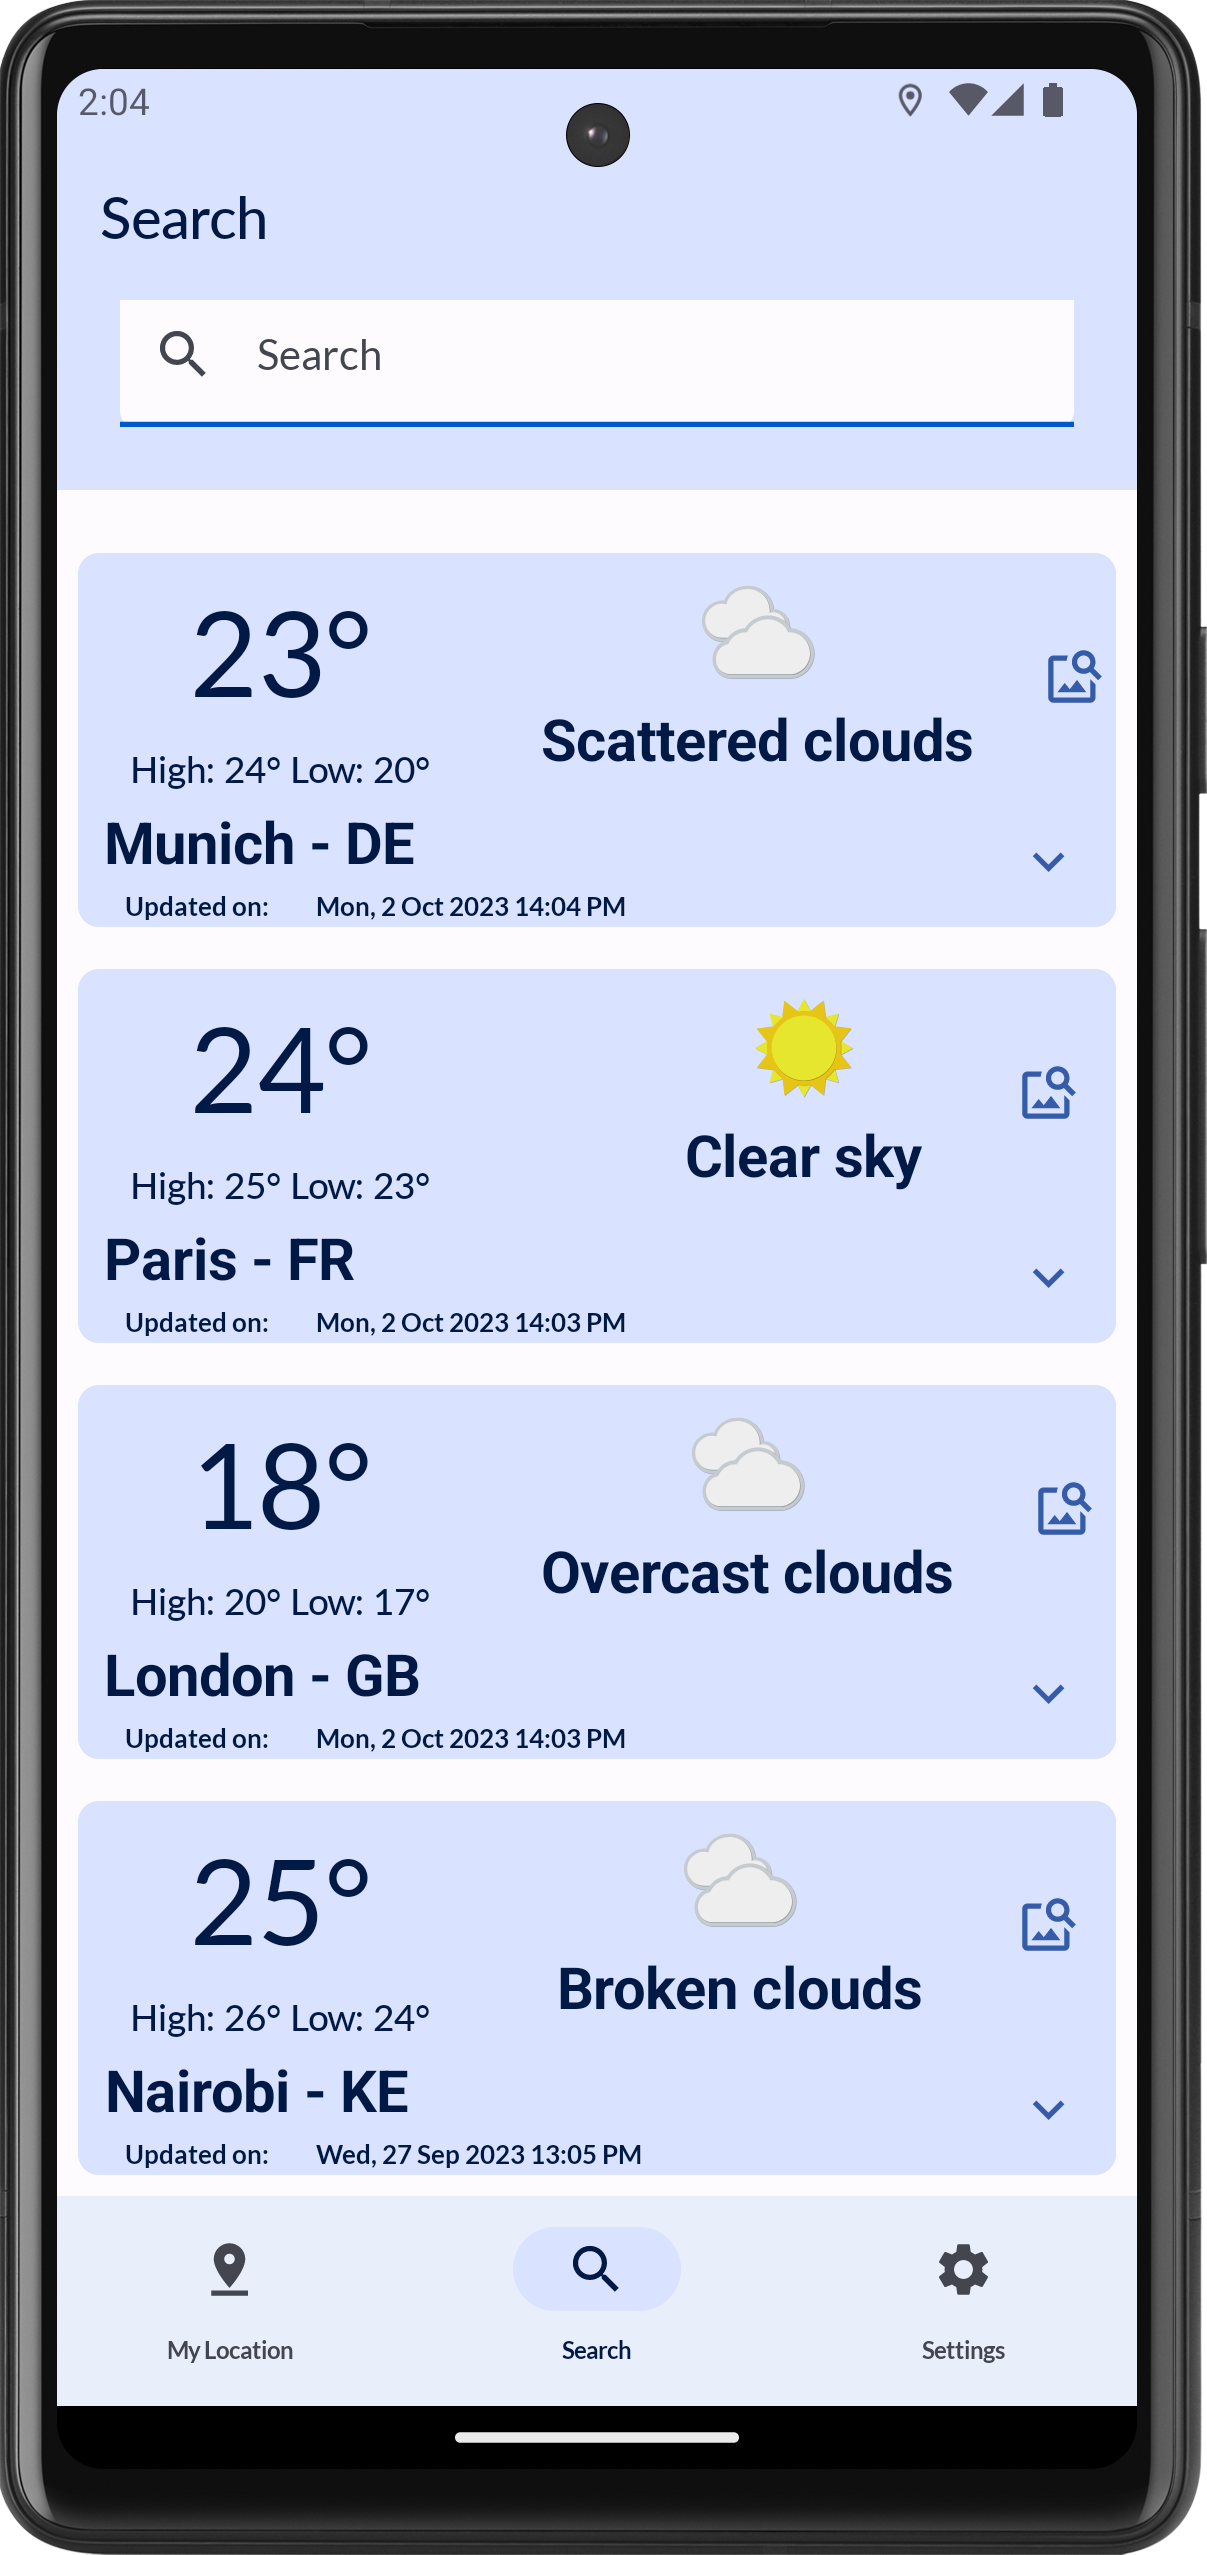 2:04
Search
Search
23°
Scattered clouds
High: 24° Low: 20°
Munich - DE
Updated on: Mon, 2 Oct 2023 14:04 PM
24°
Clear sky
High: 25° Low: 23°
Paris - FR
Updated on: Mon, 2 Oct 2023 14:03 PM
18°
Overcast clouds
High: 20° Low: 17°
London - GB
Updated on: Mon, 2 Oct 2023 14:03 PM
25°
Broken clouds
High: 26° Low: 24°
Nairobi - KE
Updated on: Wed, 27 Sep 2023 13:05 PM
My Location Search Settings